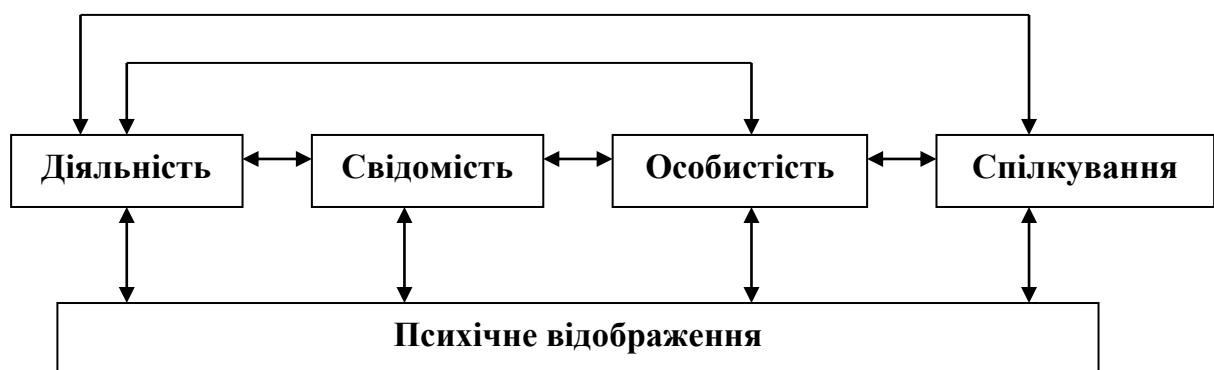 Діяльність Свідомість Особистість Спілкування
Психічне відображення